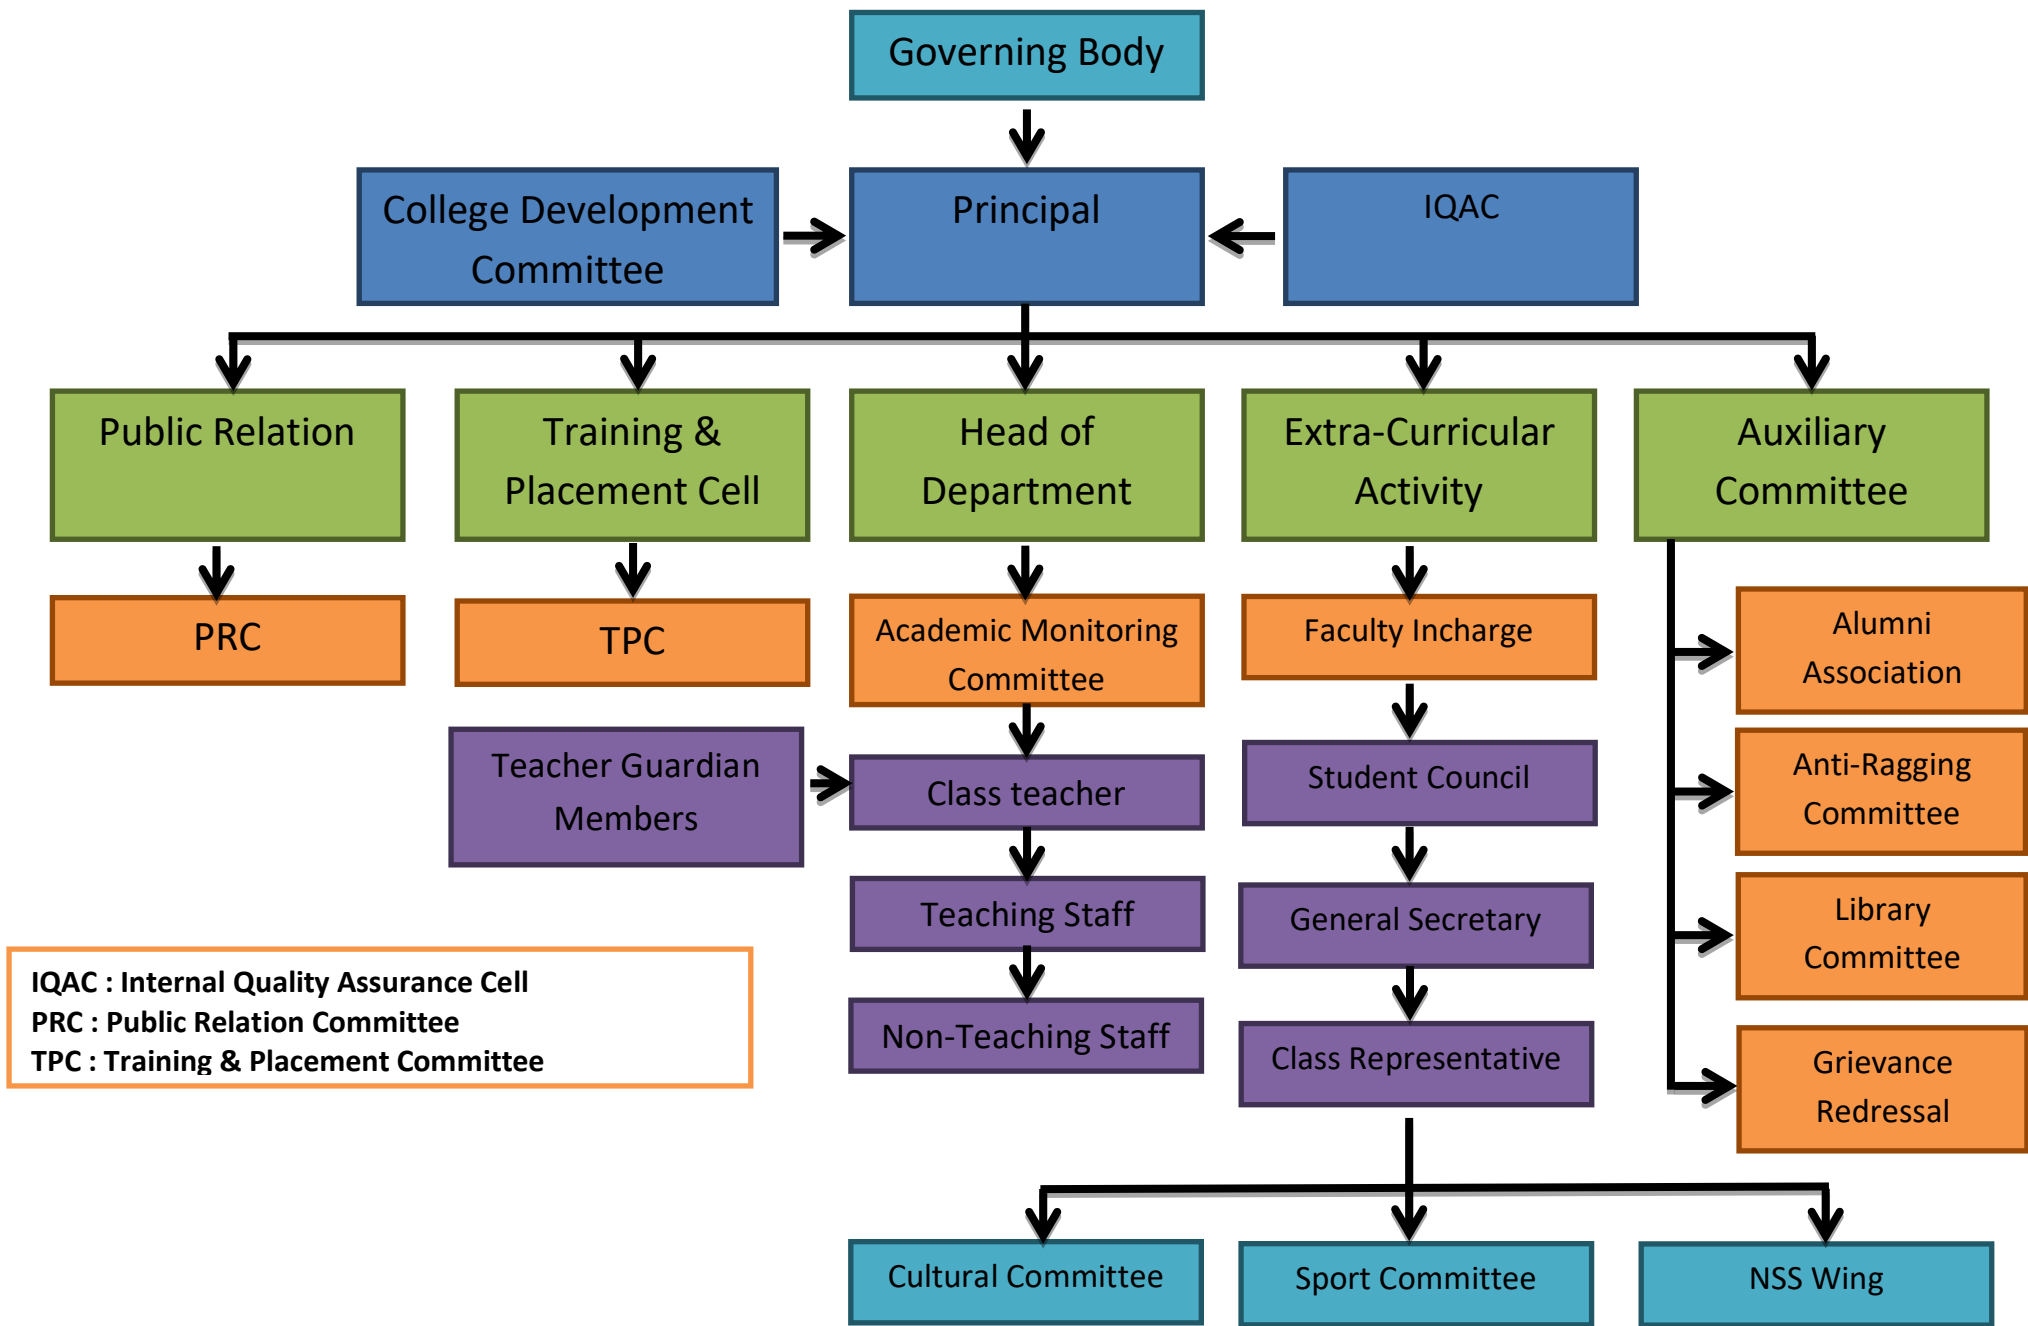 Governing Body
College Development
Committee
Principal
IQAC
Public Relation
Training &
Placement Cell
Head of
Department
Extra-Curricular
Activity
Auxiliary
Committee
PRC
TPC
Academic Monitoring
Committee
Faculty Incharge
Alumni
Association
Teacher Guardian
Members
Class teacher
Student Council
Anti-Ragging
Committee
Teaching Staff
General Secretary
Library
Committee
IQAC : Internal Quality Assurance Cell
PRC : Public Relation Committee
TPC : Training & Placement Committee
Non-Teaching Staff
Class Representative
Grievance
Redressal
Cultural Committee
Sport Committee
NSS Wing